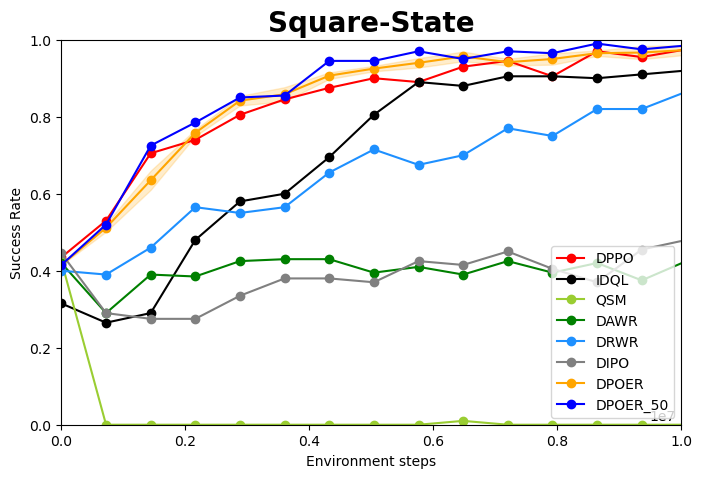 Square-State
Success Rate
1.0
0.8
0.6
0.4
0.2
0.0
0.0 0.2 0.4 0.6 0.8 1.0
1e7
Environment steps
DPPO
IDQL
QSM
DAWR
DRWR
DIPO
DPOER
DPOER_50